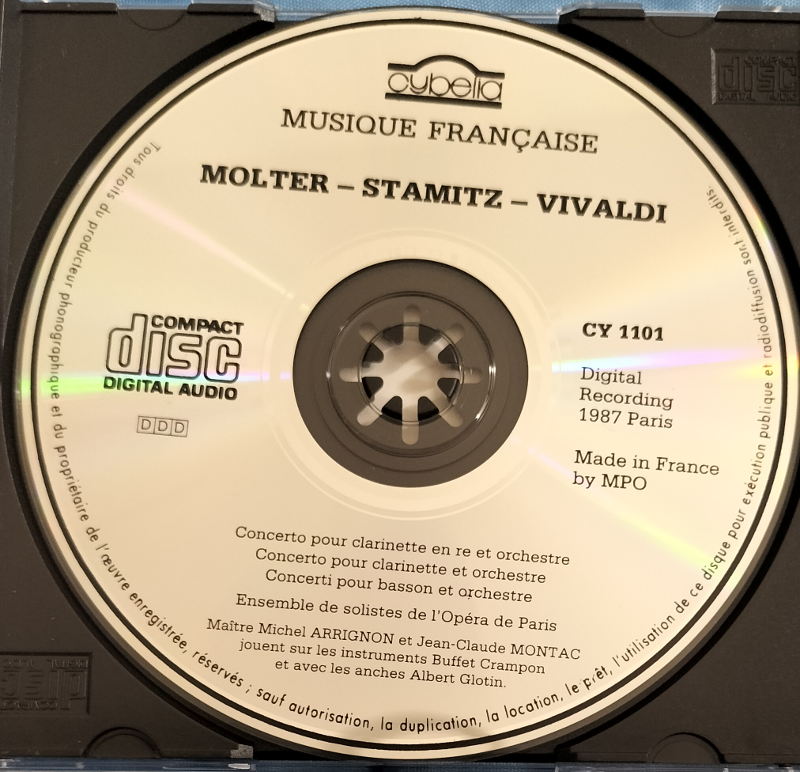 cybelia
MUSIQUE FRANÇAISE
MOLTER – STAMITZ – VIVALDI
COMPACT
disc
DIGITAL AUDIO
DDD
CY 1101
Digital
Recording
1987 Paris
Made in France
by MPO
Concerto pour clarinette en re et orchestre
Concerto pour clarinette et orchestre
Concerti pour basson et orchestre
Ensemble de solistes de l'Opéra de Paris
Maître Michel ARRIGNON et Jean-Claude MONTAC
jouent sur les instruments Buffet Crampon
et avec les anches Albert Glotin.
Tous droits du producteur phonographique et du propriétaire de l'œuvre enregistrée, réservés ; sauf autorisation, la duplication, la location, le prêt, l'utilisation de ce disque pour exécution publique et radiodiffusion sont interdits.
disc